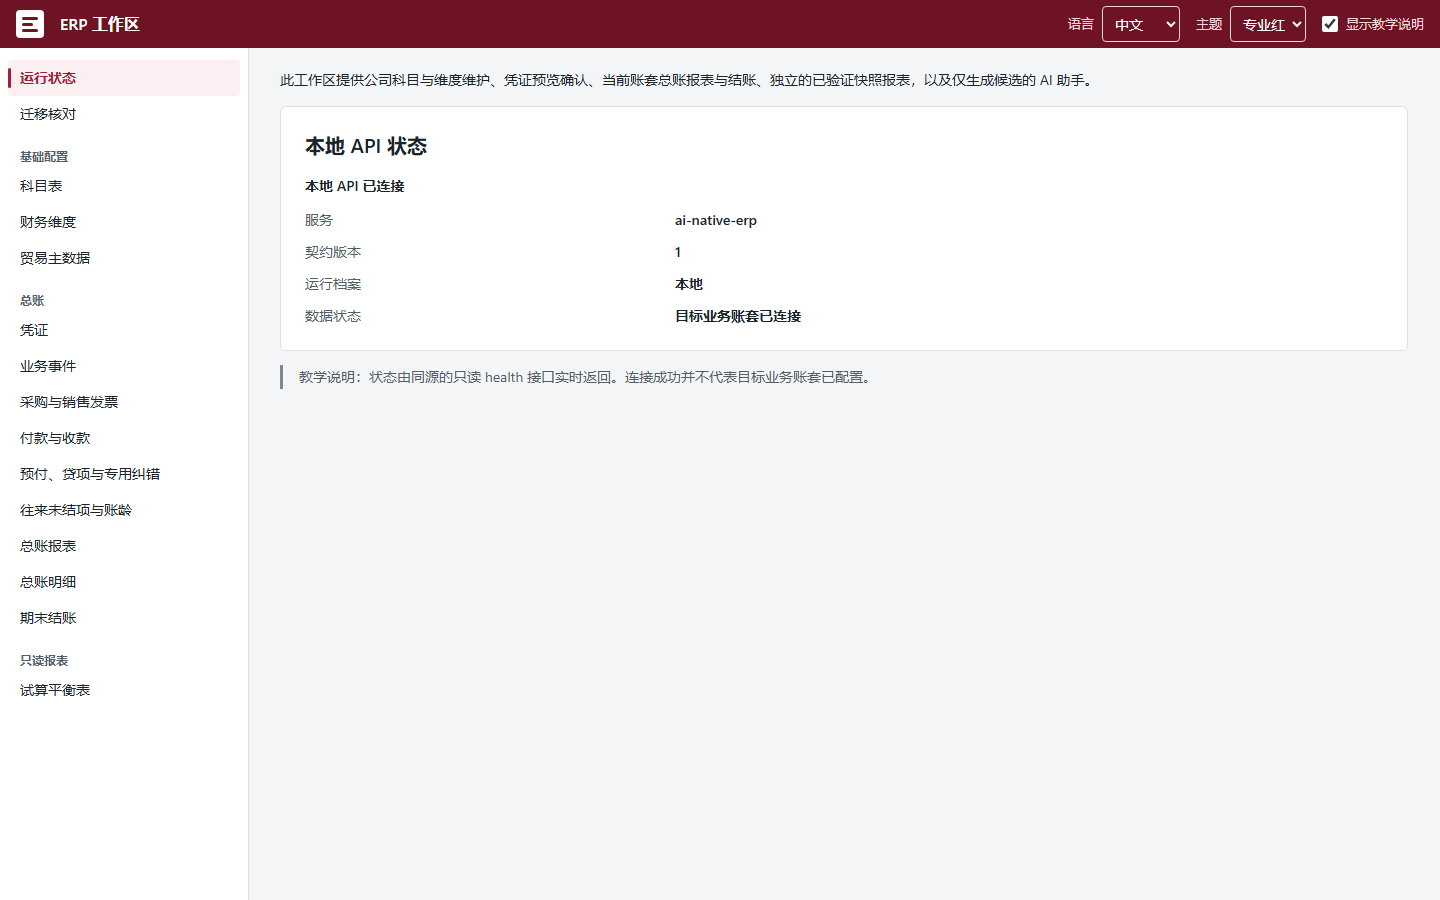 ERP 工作区
语言 中文 主题 专业红 显示教学说明
运行状态
迁移核对
基础配置
科目表
财务维度
贸易主数据
总账
凭证
业务事件
采购与销售发票
付款与收款
预付、贷项与专用纠错
往来未结项与账龄
总账报表
总账明细
期末结账
只读报表
试算平衡表
此工作区提供公司科目与维度维护、凭证预览确认、当前账套总账报表与结账、独立的已验证快照报表，以及仅生成候选的 AI 助手。
本地 API 状态
本地 API 已连接
服务 ai-native-erp
契约版本 1
运行档案 本地
数据状态 目标业务账套已连接
教学说明：状态由同源的只读 health 接口实时返回。连接成功并不代表目标业务账套已配置。